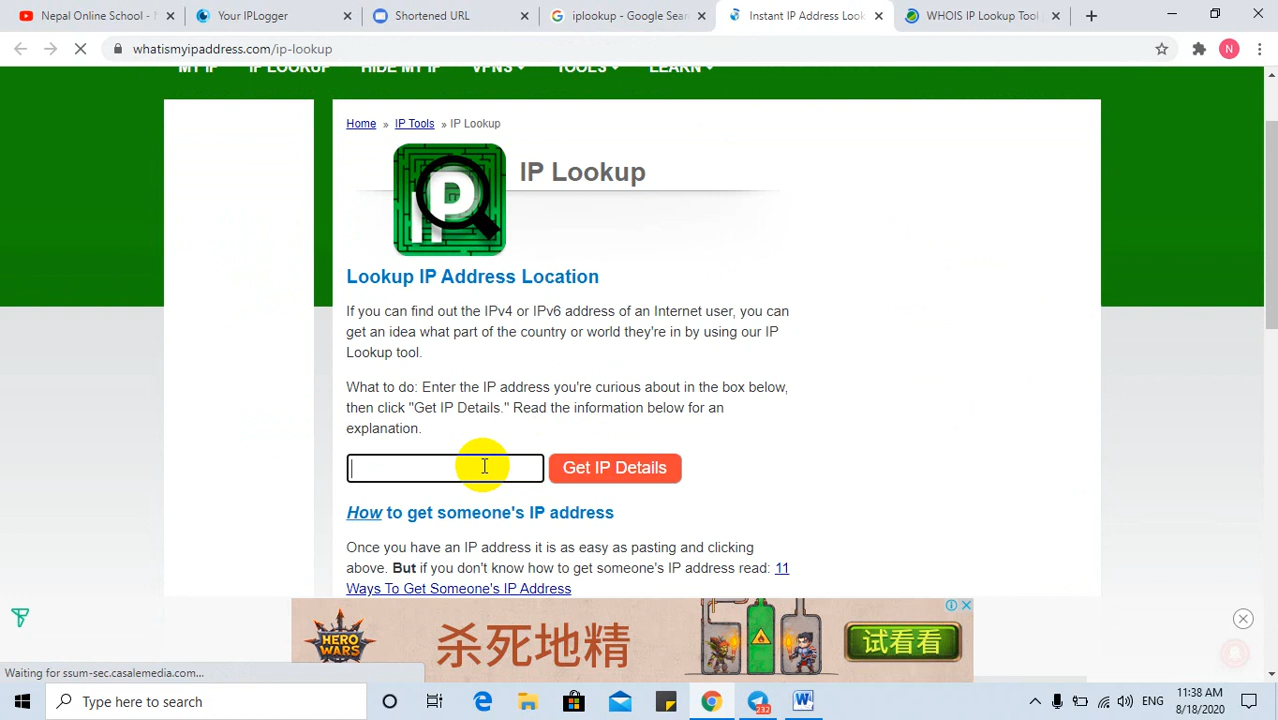 Nepal Online School - N
Your IPLogger
Shortened URL
iplookup - Google Sear
Instant IP Address Look
WHOIS IP Lookup Tool
whatismyipaddress.com/ip-lookup
N
MY IP IP LOOKUP HIDE MY IP VPNS TOOLS LEARN
Home » IP Tools » IP Lookup
IP
IP Lookup
Lookup IP Address Location
If you can find out the IPv4 or IPv6 address of an Internet user, you can
get an idea what part of the country or world they're in by using our IP
Lookup tool.
What to do: Enter the IP address you're curious about in the box below,
then click "Get IP Details." Read the information below for an
explanation.
Get IP Details
How to get someone's IP address
Once you have an IP address it is as easy as pasting and clicking
above. But if you don't know how to get someone's IP address read: 11
Ways To Get Someone's IP Address
HERO
WARS
杀死地精
试看看
Waiting for ssum-sec.casalemedia.com...
Type here to search
232
ENG
11:38 AM
8/18/2020